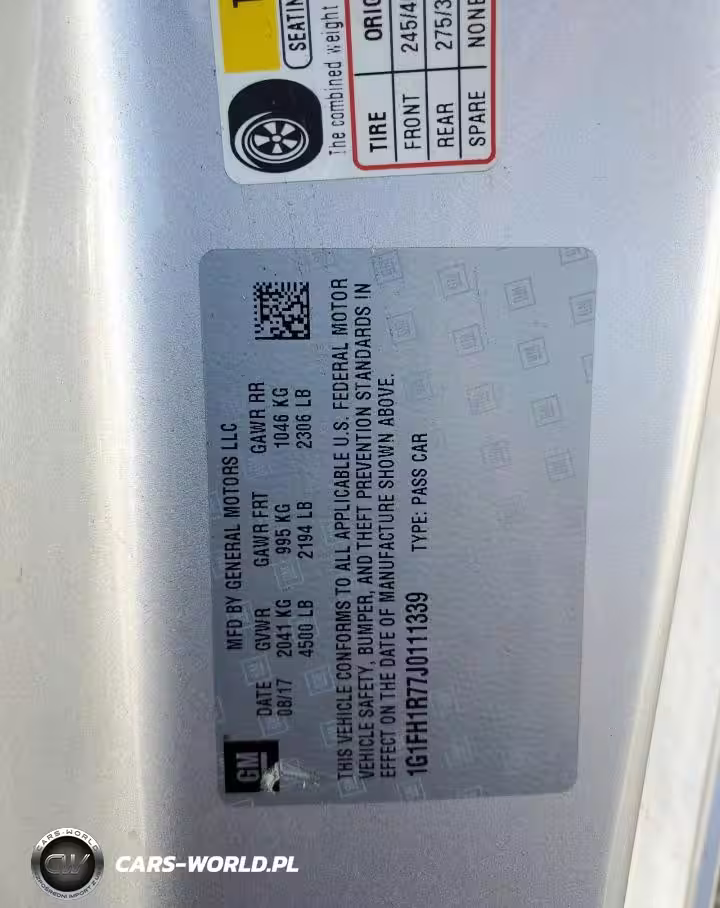 SEATIN
The combined weight
TIRE ORIG
FRONT 245/4
REAR 275/3
SPARE NONE
GM
MFD BY GENERAL MOTORS LLC
DATE GVWR GAWR FRT GAWR RR
08/17 2041 KG 995 KG 1046 KG
4500 LB 2194 LB 2306 LB
THIS VEHICLE CONFORMS TO ALL APPLICABLE U.S. FEDERAL MOTOR
VEHICLE SAFETY, BUMPER, AND THEFT PREVENTION STANDARDS IN
EFFECT ON THE DATE OF MANUFACTURE SHOWN ABOVE.
1G1FH1R77J0111339 TYPE: PASS CAR
CARS-WORLD
CW
CARS-WORLD.PL